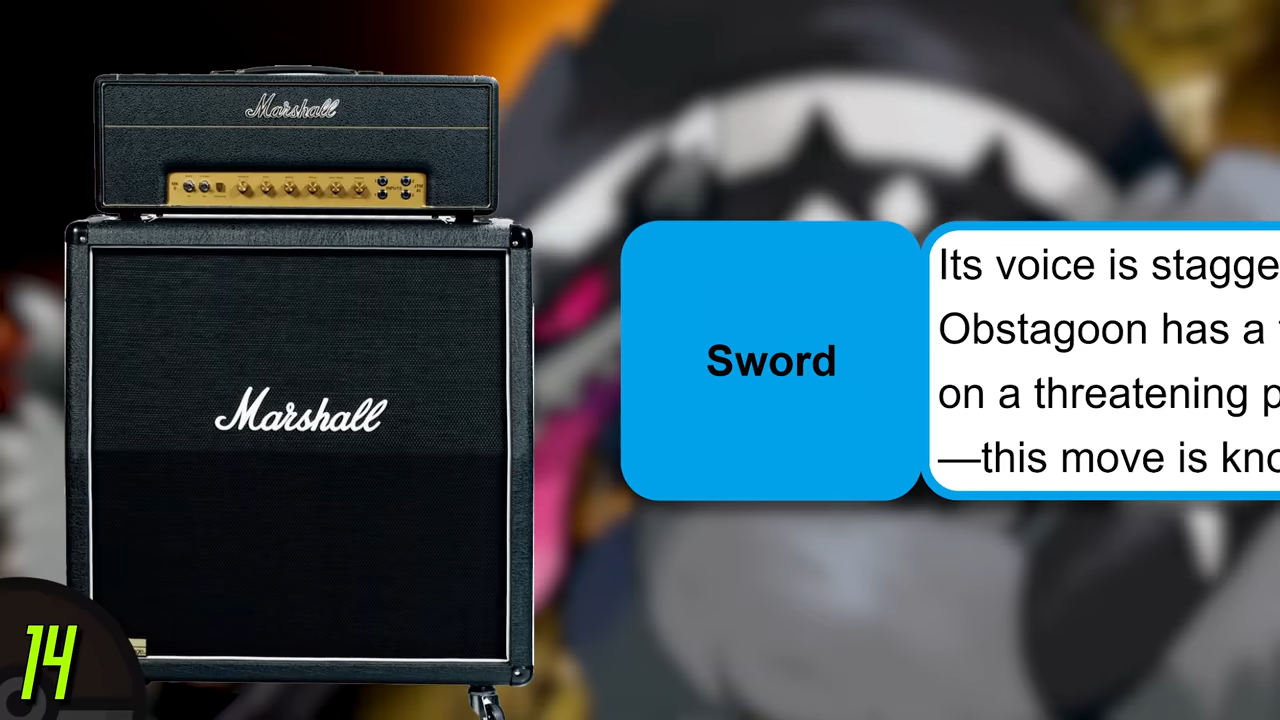 Marshall
Marshall
Sword
Its voice is stagge
Obstagoon has a
on a threatening p
—this move is kno
14